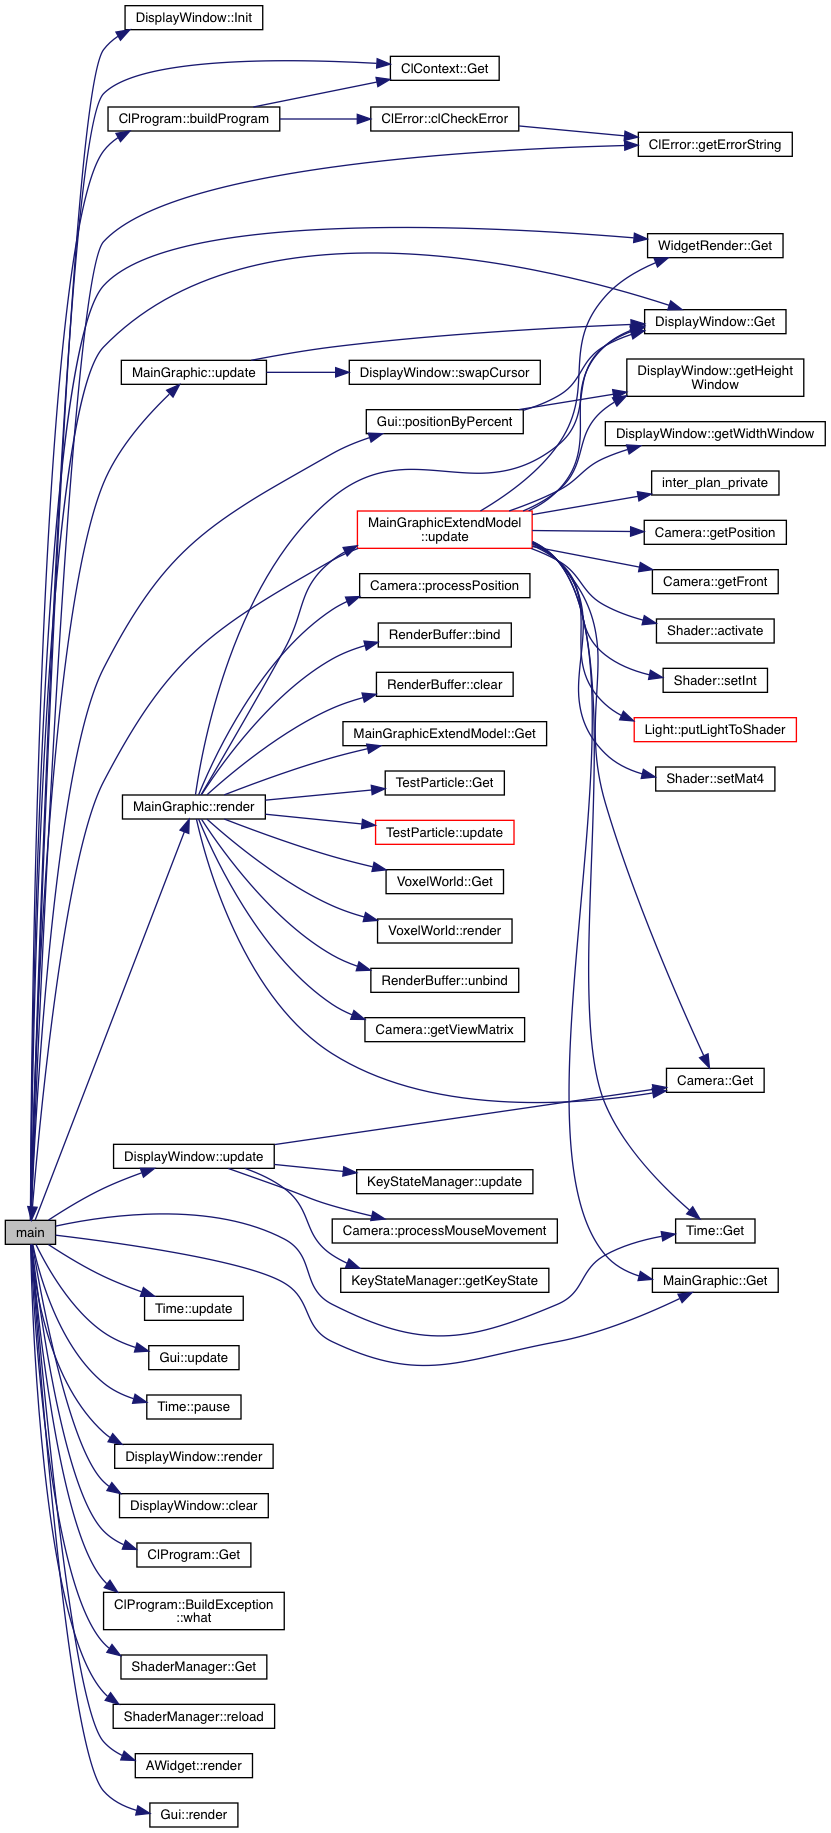 DisplayWindow::Init
ClContext::Get
ClProgram::buildProgram
ClError::clCheckError
ClError::getErrorString
WidgetRender::Get
DisplayWindow::Get
MainGraphic::update
DisplayWindow::swapCursor
DisplayWindow::getHeight
Window
Gui::positionByPercent
DisplayWindow::getWidthWindow
inter_plan_private
MainGraphicExtendModel
::update
Camera::getPosition
Camera::processPosition
Camera::getFront
RenderBuffer::bind
Shader::activate
RenderBuffer::clear
Shader::setInt
MainGraphicExtendModel::Get
Light::putLightToShader
TestParticle::Get
Shader::setMat4
MainGraphic::render
TestParticle::update
VoxelWorld::Get
VoxelWorld::render
RenderBuffer::unbind
Camera::getViewMatrix
Camera::Get
DisplayWindow::update
KeyStateManager::update
main
Camera::processMouseMovement
Time::Get
KeyStateManager::getKeyState
MainGraphic::Get
Time::update
Gui::update
Time::pause
DisplayWindow::render
DisplayWindow::clear
ClProgram::Get
ClProgram::BuildException
::what
ShaderManager::Get
ShaderManager::reload
AWidget::render
Gui::render